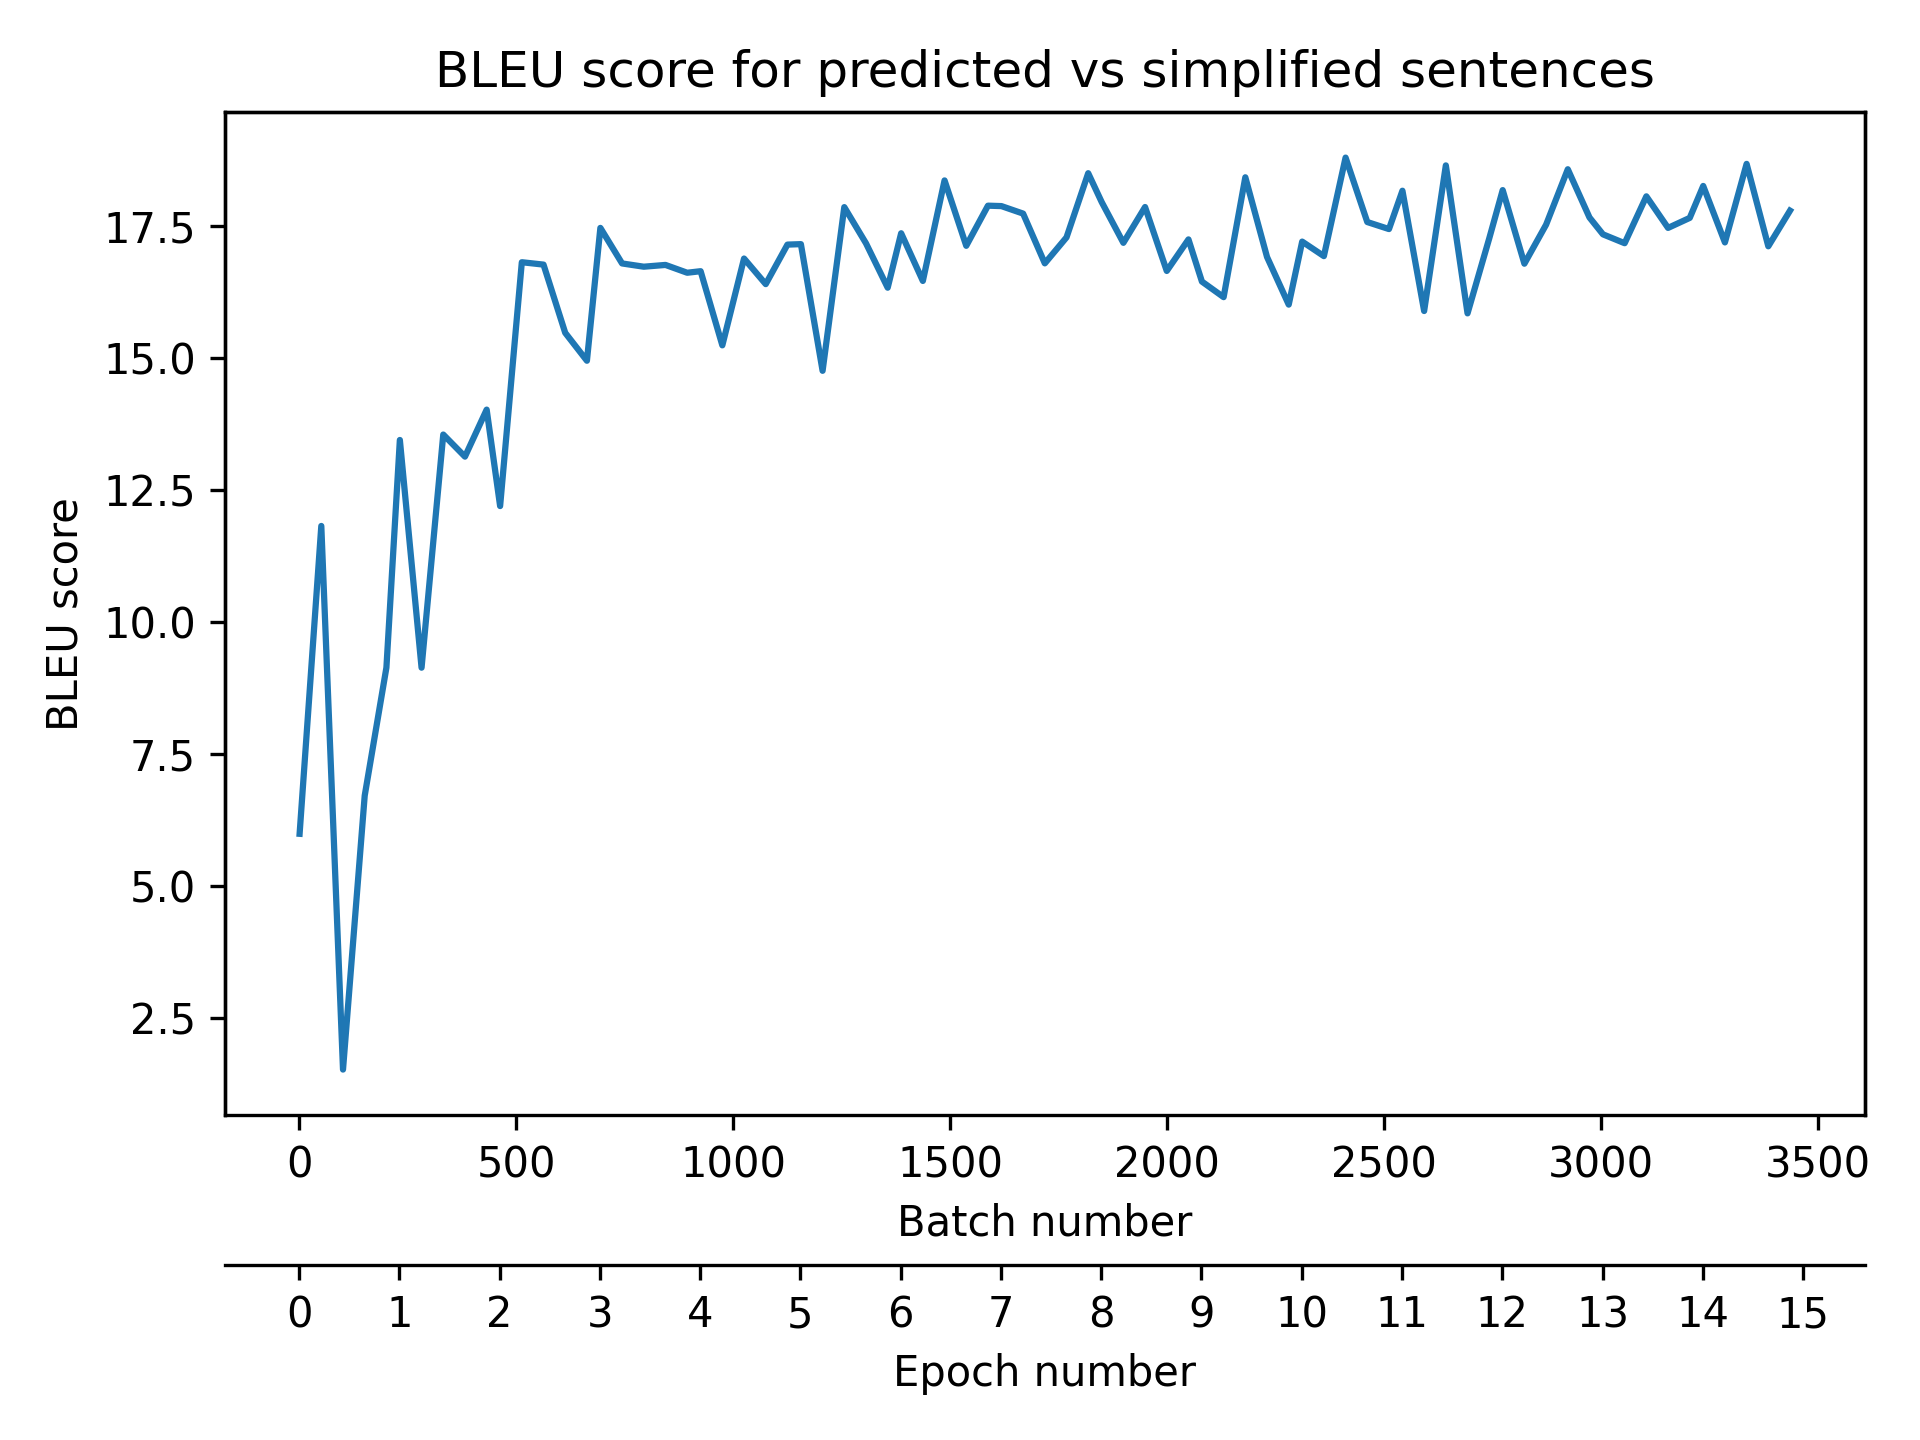 BLEU score for predicted vs simplified sentences
BLEU score
17.5
15.0
12.5
10.0
7.5
5.0
2.5
0 500 1000 1500 2000 2500 3000 3500
Batch number
0 1 2 3 4 5 6 7 8 9 10 11 12 13 14 15
Epoch number